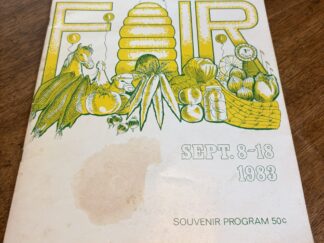 FAIR
SEPT. 8-18
1983
SOUVENIR PROGRAM 50¢